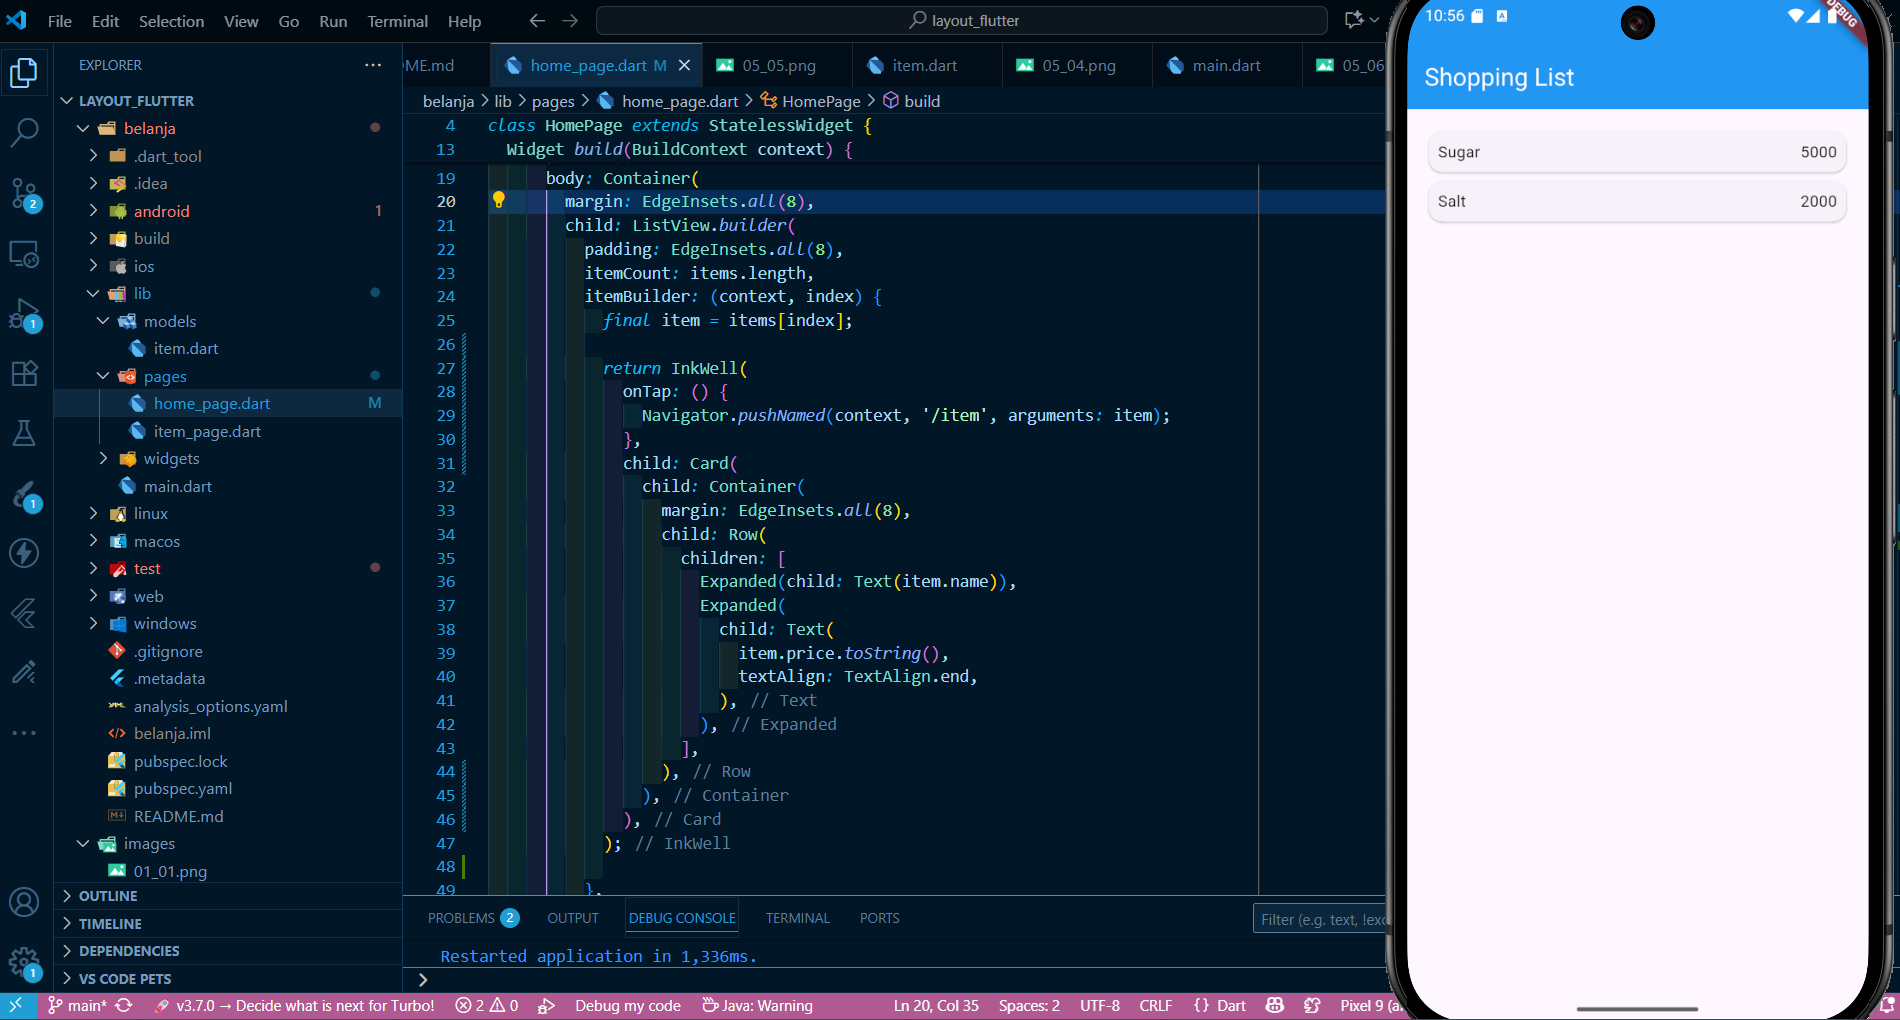 File Edit Selection View Go Run Terminal Help
layout_flutter
EXPLORER
LAYOUT_FLUTTER
belanja
.dart_tool
.idea
android 1
build
ios
lib
models
item.dart
pages
home_page.dart M
item_page.dart
widgets
main.dart
linux
macos
test
web
windows
.gitignore
.metadata
analysis_options.yaml
belanja.iml
pubspec.lock
pubspec.yaml
README.md
images
01_01.png
OUTLINE
TIMELINE
DEPENDENCIES
VS CODE PETS
2
1
1
1
ME.md home_page.dart M 05_05.png item.dart 05_04.png main.dart 05_06
belanja > lib > pages > home_page.dart > HomePage > build
4 class HomePage extends StatelessWidget {
13 Widget build(BuildContext context) {
19 body: Container(
20 margin: EdgeInsets.all(8),
21 child: ListView.builder(
22 padding: EdgeInsets.all(8),
23 itemCount: items.length,
24 itemBuilder: (context, index) {
25 final item = items[index];
26
27 return InkWell(
28 onTap: () {
29 Navigator.pushNamed(context, '/item', arguments: item);
30 },
31 child: Card(
32 child: Container(
33 margin: EdgeInsets.all(8),
34 child: Row(
35 children: [
36 Expanded(child: Text(item.name)),
37 Expanded(
38 child: Text(
39 item.price.toString(),
40 textAlign: TextAlign.end,
41 ), // Text
42 ), // Expanded
43 ],
44 ), // Row
45 ), // Container
46 ), // Card
47 ); // InkWell
48
49 },
PROBLEMS 2 OUTPUT DEBUG CONSOLE TERMINAL PORTS
Filter (e.g. text, !exc
Restarted application in 1,336ms.
main* v3.7.0 → Decide what is next for Turbo! 2 0 Debug my code Java: Warning Ln 20, Col 35 Spaces: 2 UTF-8 CRLF {} Dart Pixel 9 (a
10:56
DEBUG
Shopping List
Sugar 5000
Salt 2000